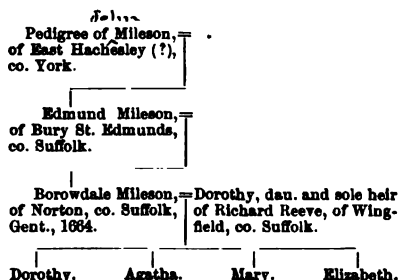 Pedigree of Mileson,=
of East Hachesley (?),
co. York.
Edmund Mileson,=
of Bury St. Edmunds,
co. Suffolk.
Borowdale Mileson,=Dorothy, dau. and sole heir
of Norton, co. Suffolk, of Richard Reeve, of Wing-
Gent., 1664. field, co. Suffolk.
Dorothy. Agatha. Mary. Elizabeth.